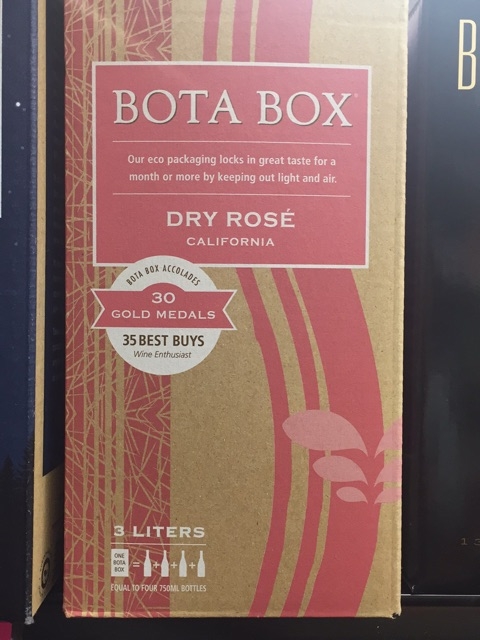 BOTA BOX
Our eco packaging locks in great taste for a
month or more by keeping out light and air.
DRY ROSÉ
CALIFORNIA
BOTA BOX ACCOLADES
30
GOLD MEDALS
35 BEST BUYS
Wine Enthusiast
3 LITERS
ONE
BOTA
BOX
= + + +
EQUAL TO FOUR 750ML BOTTLES
B